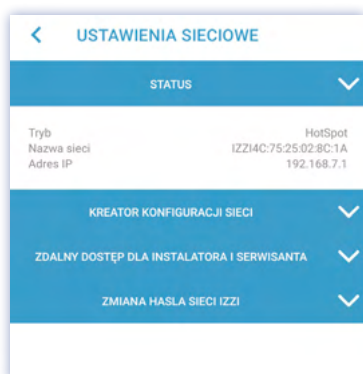 USTAWIENIA SIECIOWE
STATUS
Tryb HotSpot
Nazwa sieci IZZI4C:75:25:02:8C:1A
Adres IP 192.168.7.1
KREATOR KONFIGURACJI SIECI
ZDALNY DOSTĘP DLA INSTALATORA I SERWISANTA
ZMIANA HASLA SIECI IZZI